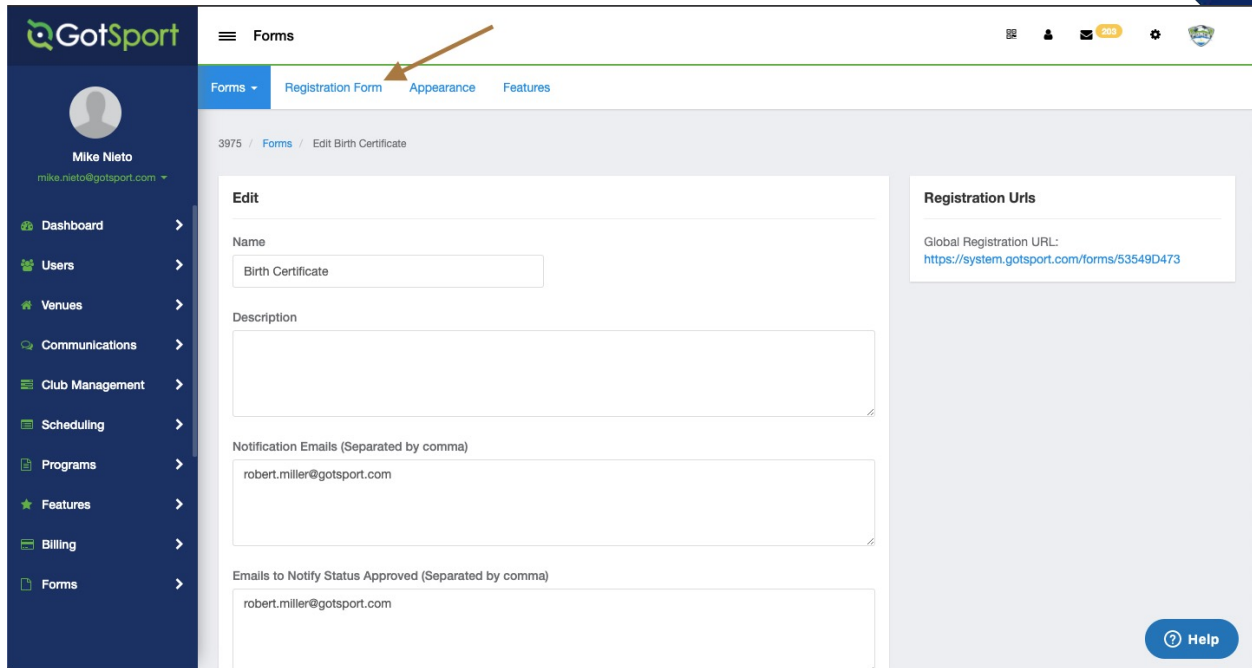 GotSport
Forms
203
Mike Nieto
mike.nieto@gotsport.com
Dashboard
Users
Venues
Communications
Club Management
Scheduling
Programs
Features
Billing
Forms
Forms
Registration Form
Appearance
Features
3975 / Forms / Edit Birth Certificate
Edit
Name
Birth Certificate
Description
Notification Emails (Separated by comma)
robert.miller@gotsport.com
Emails to Notify Status Approved (Separated by comma)
robert.miller@gotsport.com
Registration Urls
Global Registration URL:
https://system.gotsport.com/forms/53549D473
Help